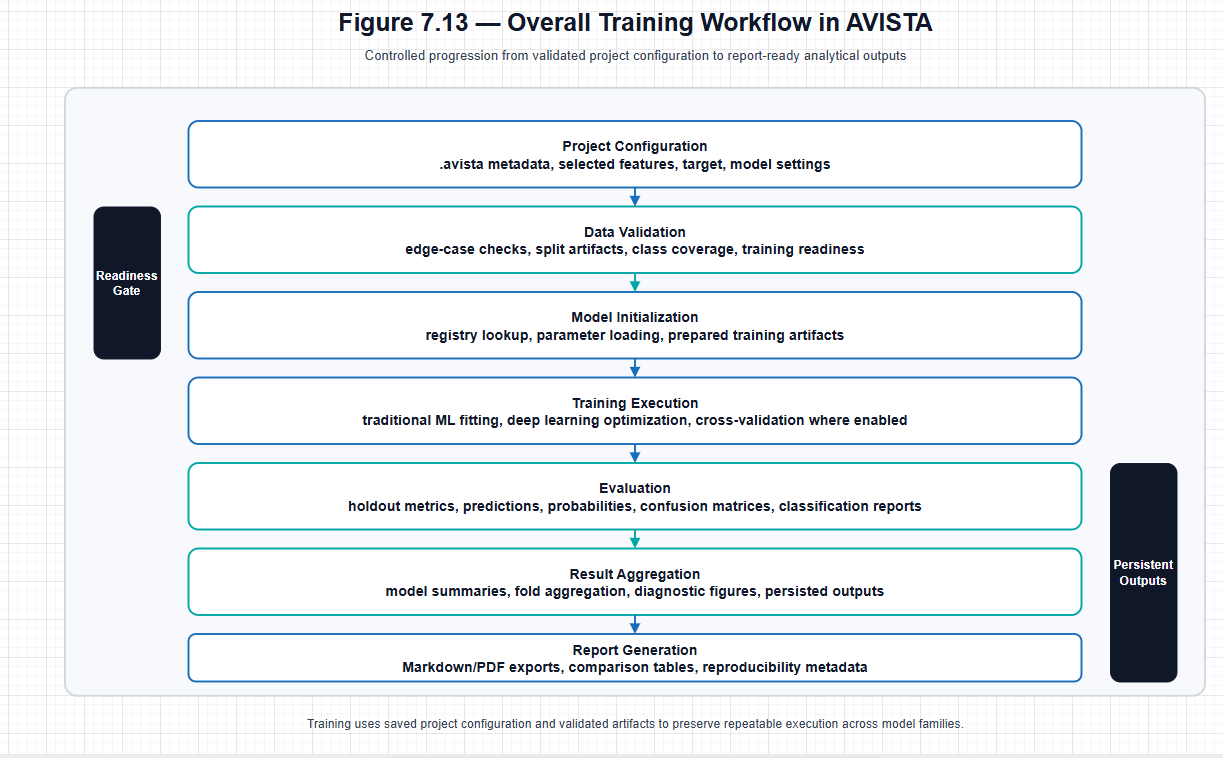 Figure 7.13 — Overall Training Workflow in AVISTA
Controlled progression from validated project configuration to report-ready analytical outputs
Project Configuration
.avista metadata, selected features, target, model settings
Data Validation
edge-case checks, split artifacts, class coverage, training readiness
Readiness
Gate
Model Initialization
registry lookup, parameter loading, prepared training artifacts
Training Execution
traditional ML fitting, deep learning optimization, cross-validation where enabled
Evaluation
holdout metrics, predictions, probabilities, confusion matrices, classification reports
Persistent
Outputs
Result Aggregation
model summaries, fold aggregation, diagnostic figures, persisted outputs
Report Generation
Markdown/PDF exports, comparison tables, reproducibility metadata
Training uses saved project configuration and validated artifacts to preserve repeatable execution across model families.